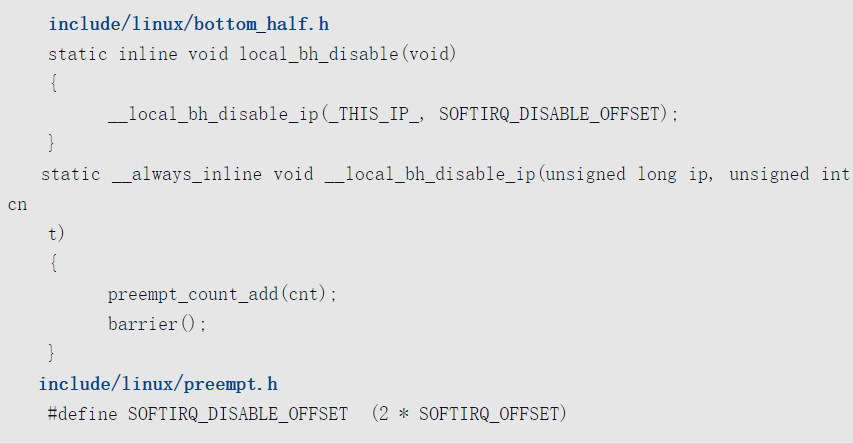 include/linux/bottom_half.h
static inline void local_bh_disable(void)
{
__local_bh_disable_ip(_THIS_IP_, SOFTIRQ_DISABLE_OFFSET);
}
static __always_inline void __local_bh_disable_ip(unsigned long ip, unsigned int
cn
t)
{
preempt_count_add(cnt);
barrier();
}
include/linux/preempt.h
#define SOFTIRQ_DISABLE_OFFSET (2 * SOFTIRQ_OFFSET)